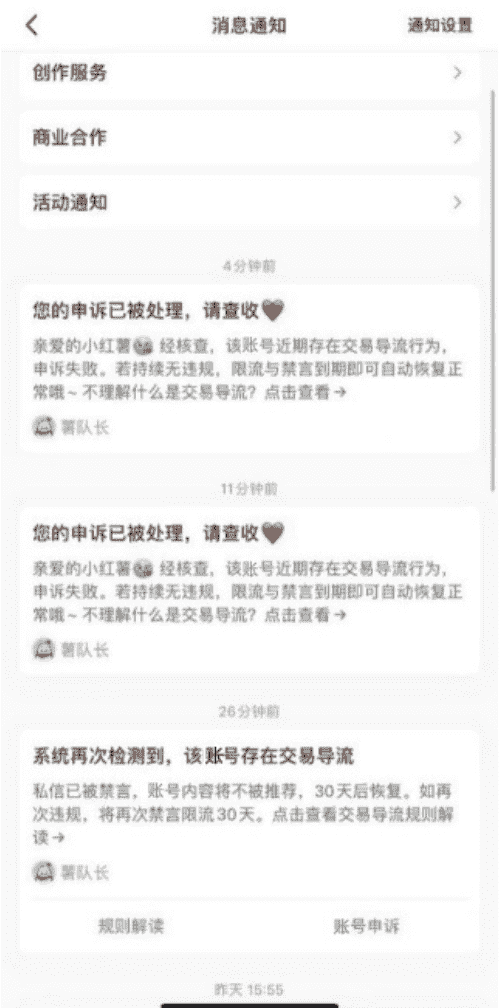 消息通知
通知设置
创作服务
商业合作
活动通知
4分钟前
您的申诉已被处理，请查收
亲爱的小红薯 经核查，该账号近期存在交易导流行为，
申诉失败。若持续无违规，限流与禁言到期即可自动恢复正
常哦~ 不理解什么是交易导流？点击查看→
薯队长
11分钟前
您的申诉已被处理，请查收
亲爱的小红薯 经核查，该账号近期存在交易导流行为，
申诉失败。若持续无违规，限流与禁言到期即可自动恢复正
常哦~ 不理解什么是交易导流？点击查看→
薯队长
26分钟前
系统再次检测到，该账号存在交易导流
私信已被禁言，账号内容将不被推荐，30天后恢复。如再
次违规，将再次禁言限流30天。点击查看交易导流规则解
读→
薯队长
规则解读
账号申诉
昨天 15:55